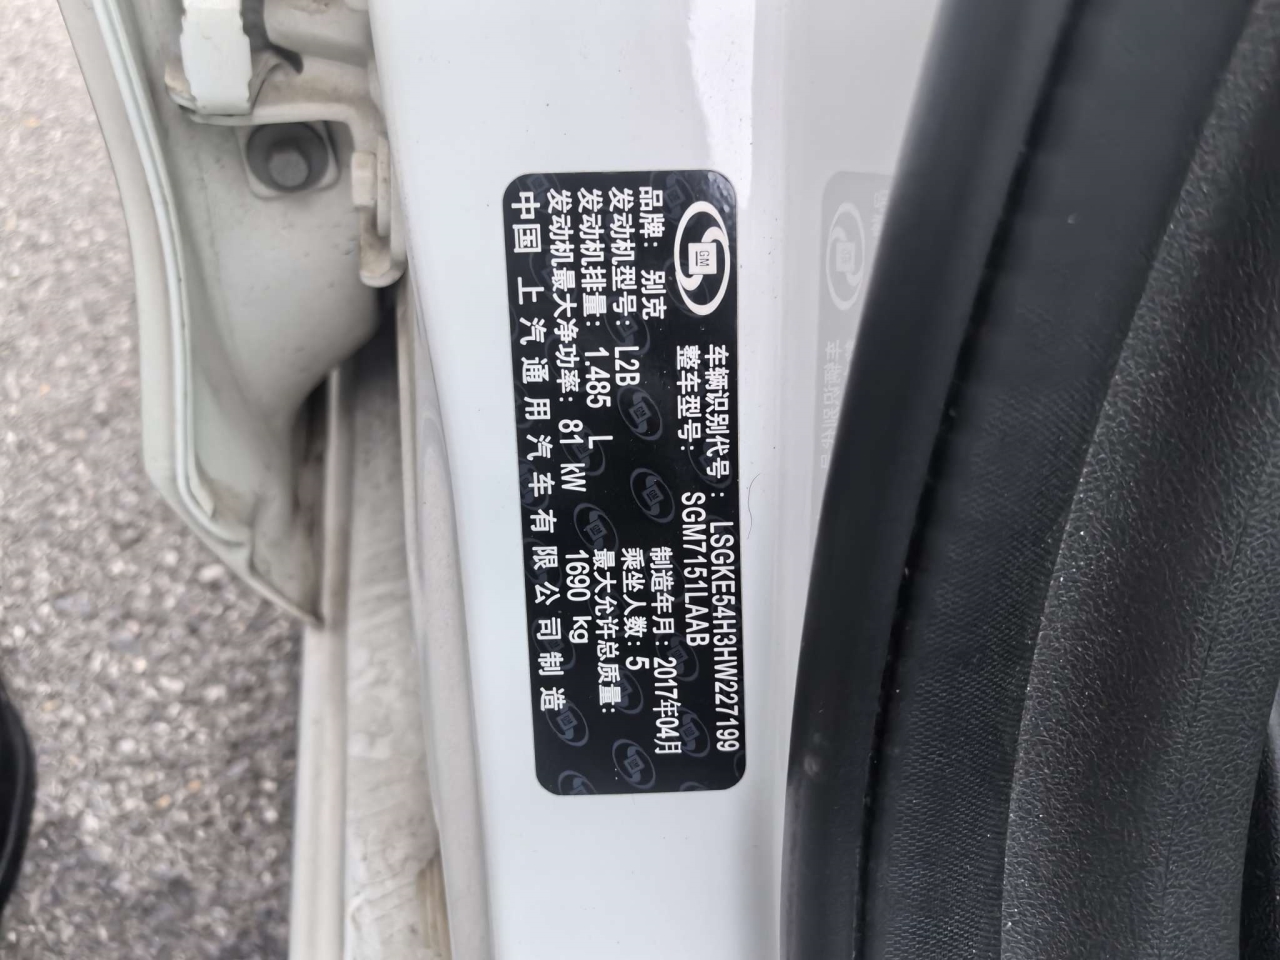 GM
车辆识别代号: LSGKE54H3HW227199
整车型号: SGM7151LAAB
品牌: 别克
制造年月: 2017年04月
发动机型号: L2B
乘坐人数: 5
发动机排量: 1.485 L
最大允许总质量:
1690 kg
发动机最大净功率: 81 kW
中国 上汽通用汽车有限公司制造